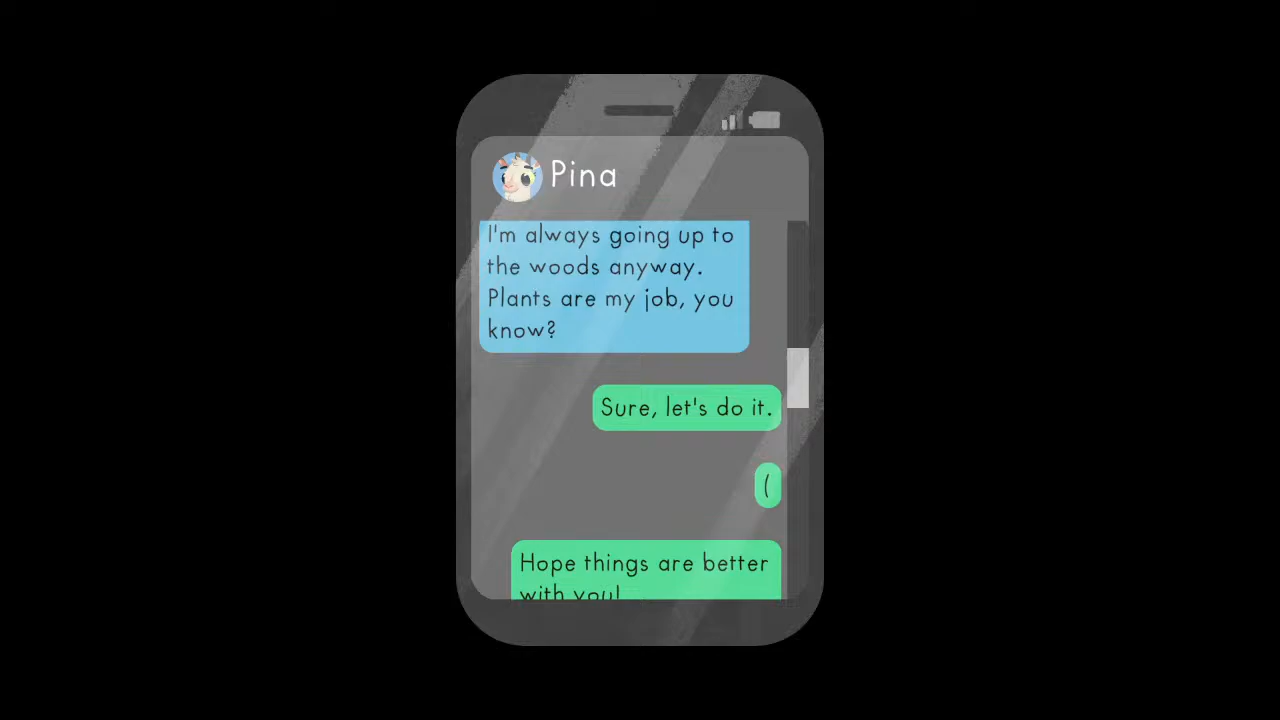 Pina
I'm always going up to
the woods anyway.
Plants are my job, you
know?
Sure, let's do it.
(
Hope things are better
with you!